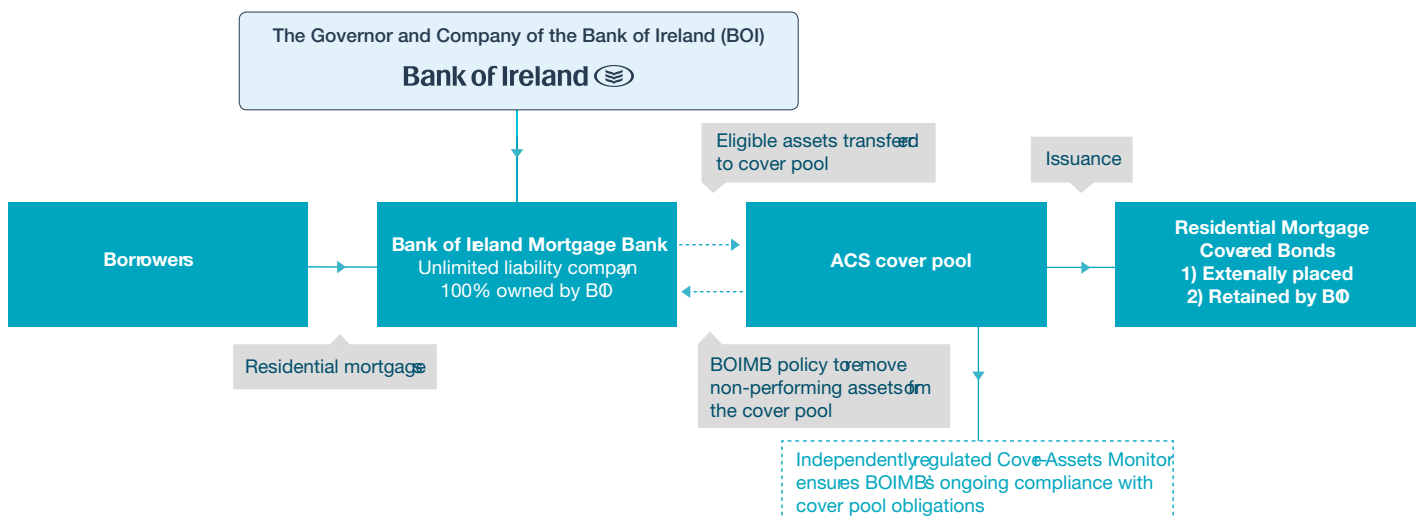 The Governor and Company of the Bank of Ireland (BOI)
Bank of Ireland
Eligible assets transferred
to cover pool
Issuance
Borrowers
Bank of Ireland Mortgage Bank
Unlimited liability company
100% owned by BOI
ACS cover pool
Residential Mortgage
Covered Bonds
1) Externally placed
2) Retained by BOI
Residential mortgages
BOIMB policy to remove
non-performing assets from
the cover pool
Independently regulated Cover-Assets Monitor
ensures BOIMB's ongoing compliance with
cover pool obligations